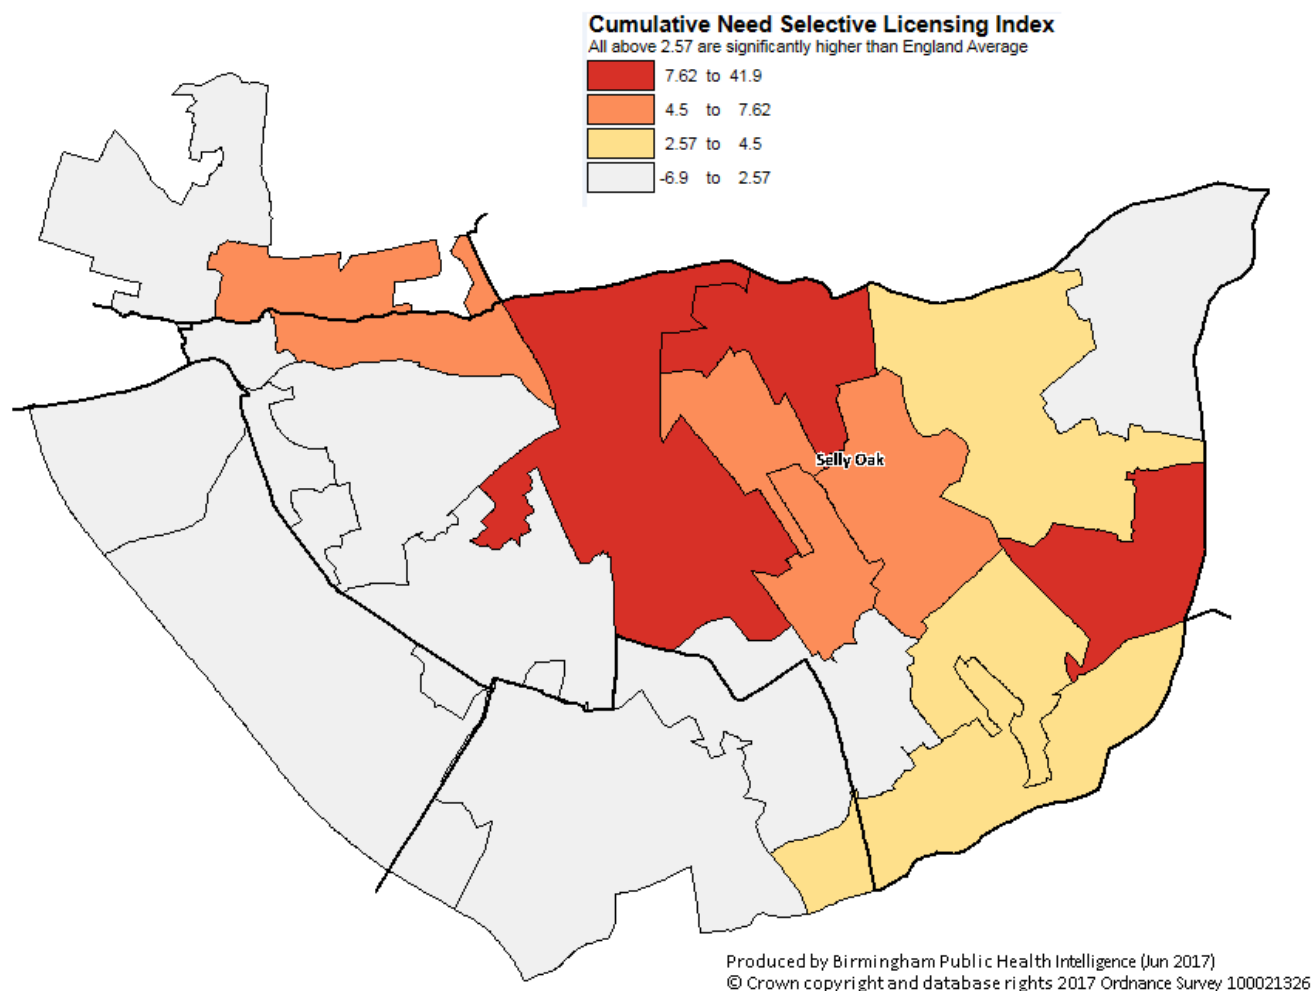 Cumulative Need Selective Licensing Index
All above 2.57 are significantly higher than England Average
7.62 to 41.9
4.5 to 7.62
2.57 to 4.5
-6.9 to 2.57
Selly Oak
Produced by Birmingham Public Health Intelligence (Jun 2017)
© Crown copyright and database rights 2017 Ordnance Survey 100021326